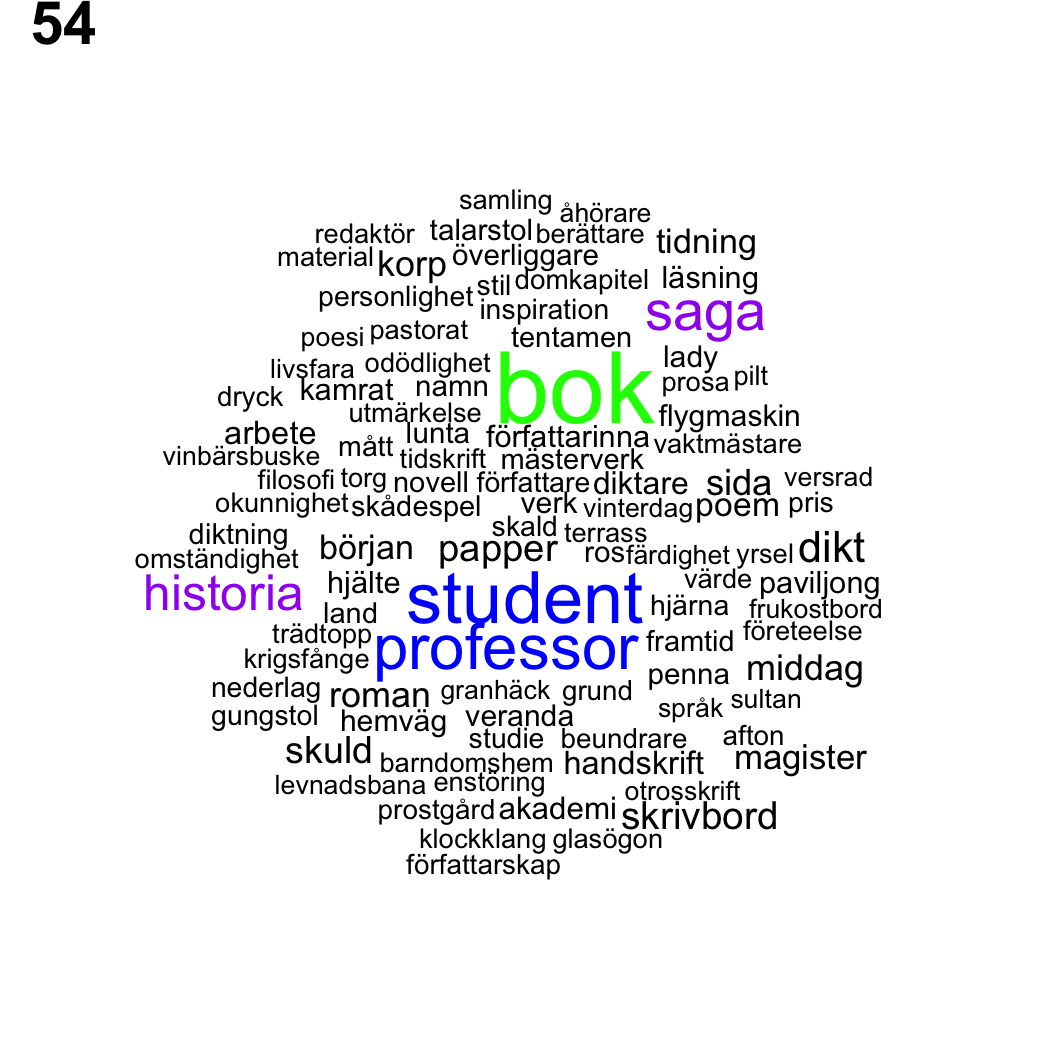 54
samling
åhörare
redaktör talarstol berättare tidning
material korp överliggare
stil domkapitel läsning
personlighet inspiration saga
poesi pastorat tentamen
livsfara odödlighet bok lady
dryck kamrat namn prosa pilt
utmärkelse flygmaskin
arbete mått lunta författarinna vaktmästare
vinbärsbuske tidskrift mästerverk
filosofi torg novell författare diktare sida versrad
okunnighet skådespel verk vinterdag poem pris
diktning skald terrass
omständighet början papper ros färdighet yrsel dikt
historia hjälte student värde paviljong
land hjärna frukostbord
trädtopp professor framtid företeelse
krigsfånge penna middag
nederlag roman granhäck grund språk sultan
gungstol hemväg veranda
studie beundrare afton
skuld barndomshem handskrift magister
levnadsbana enstöring otrosskrift
prostgård akademi skrivbord
klockklang glasögon
författarskap